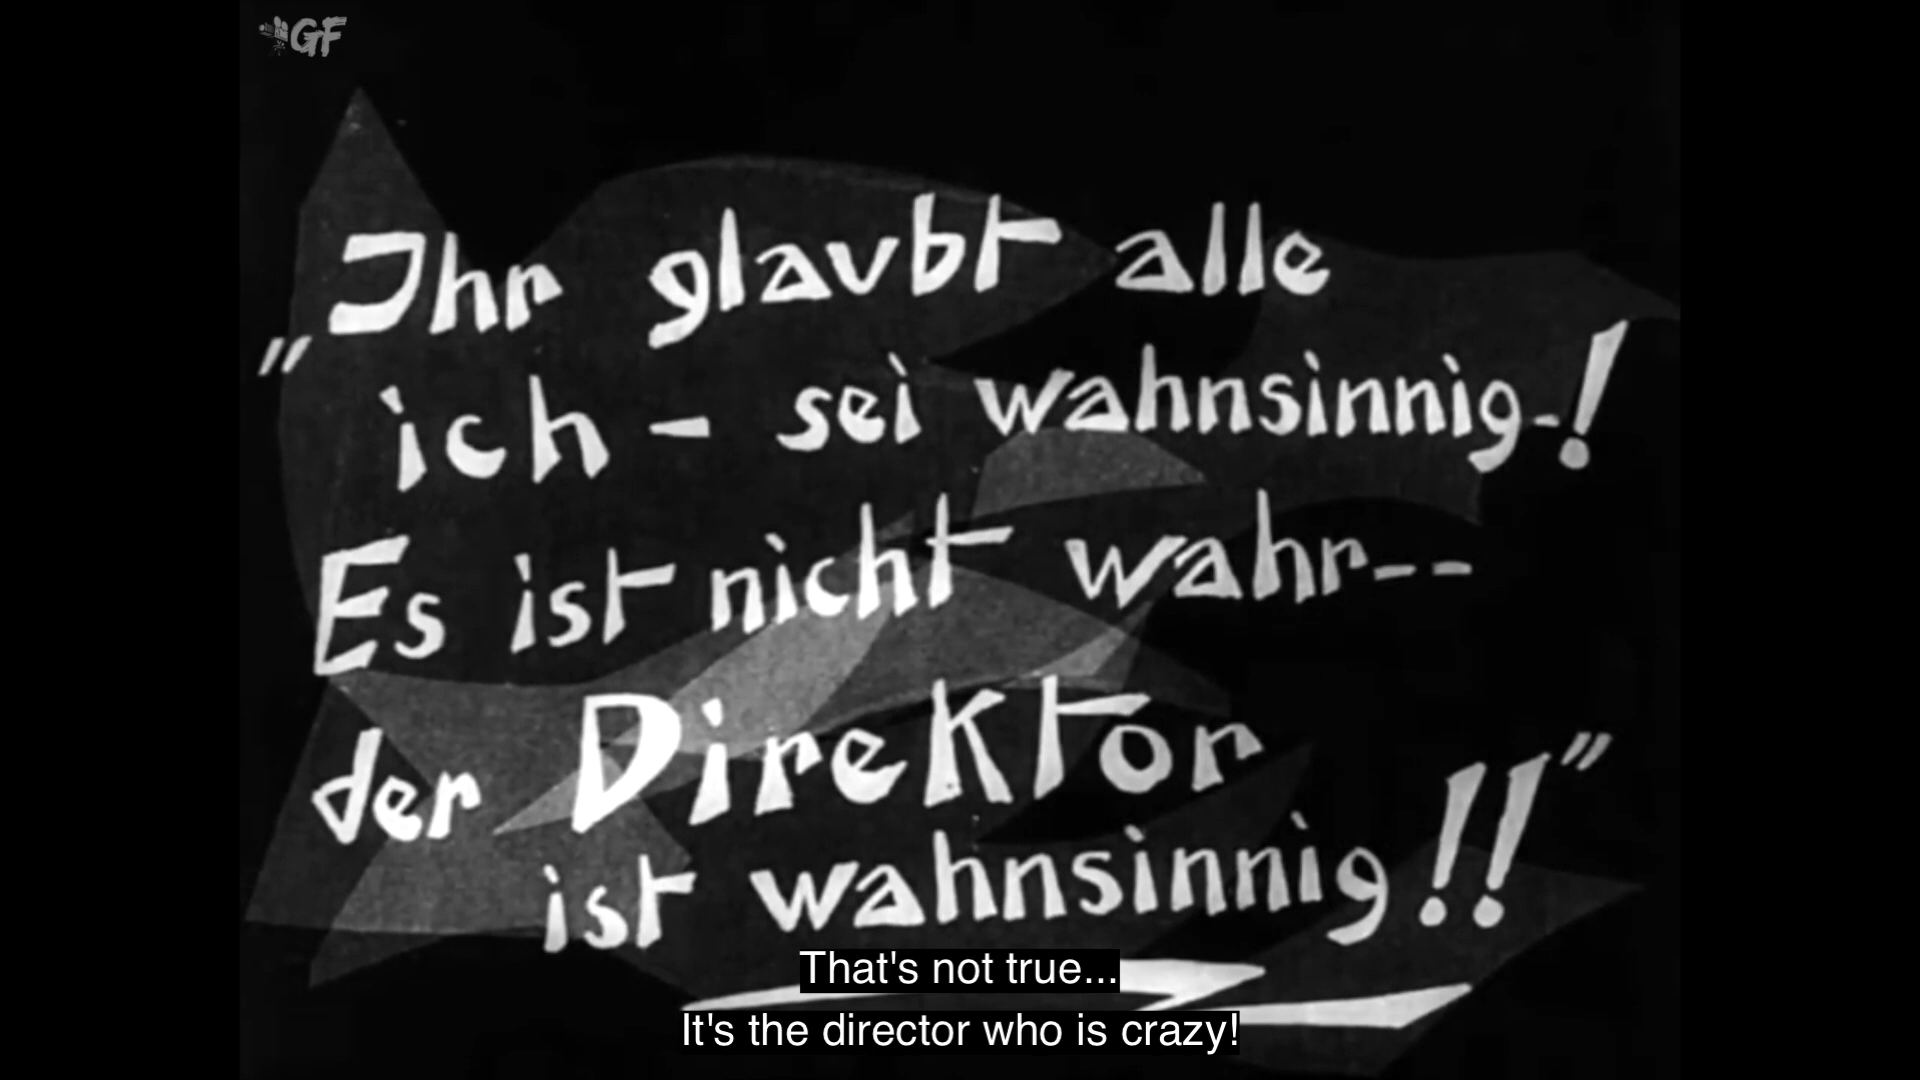 GF
„Ihr glaubt alle
ich - sei wahnsinnig-!
Es ist nicht wahr--
der Direktor
ist wahnsinnig!!"
That's not true...
It's the director who is crazy!